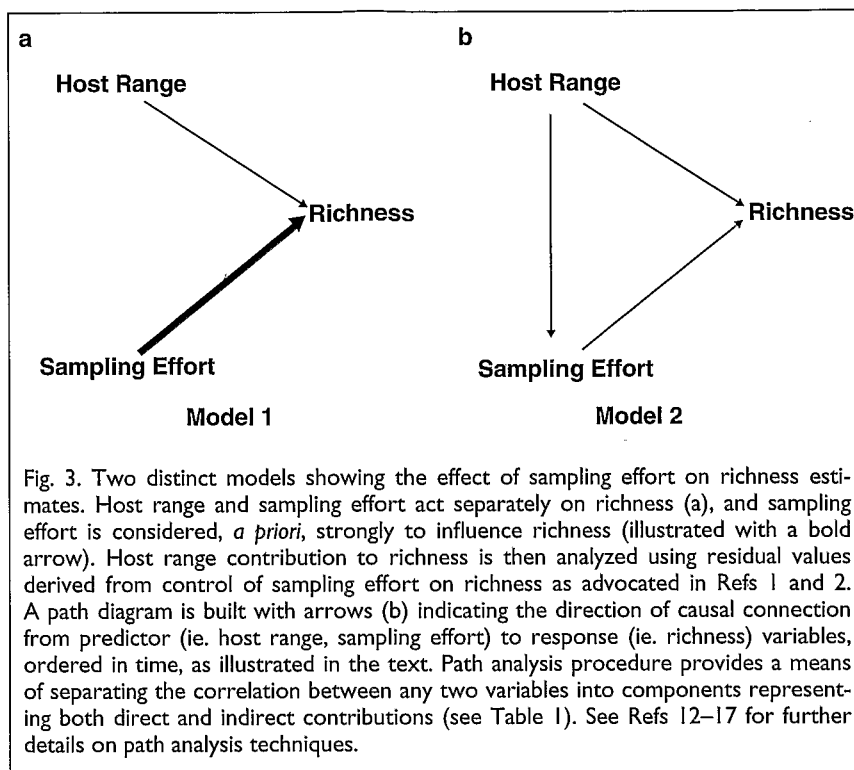 a
b
Host Range
Host Range
Richness
Richness
Sampling Effort
Sampling Effort
Model 1
Model 2
Fig. 3. Two distinct models showing the effect of sampling effort on richness esti-
mates. Host range and sampling effort act separately on richness (a), and sampling
effort is considered, a priori, strongly to influence richness (illustrated with a bold
arrow). Host range contribution to richness is then analyzed using residual values
derived from control of sampling effort on richness as advocated in Refs 1 and 2.
A path diagram is built with arrows (b) indicating the direction of causal connection
from predictor (ie. host range, sampling effort) to response (ie. richness) variables,
ordered in time, as illustrated in the text. Path analysis procedure provides a means
of separating the correlation between any two variables into components represent-
ing both direct and indirect contributions (see Table 1). See Refs 12–17 for further
details on path analysis techniques.